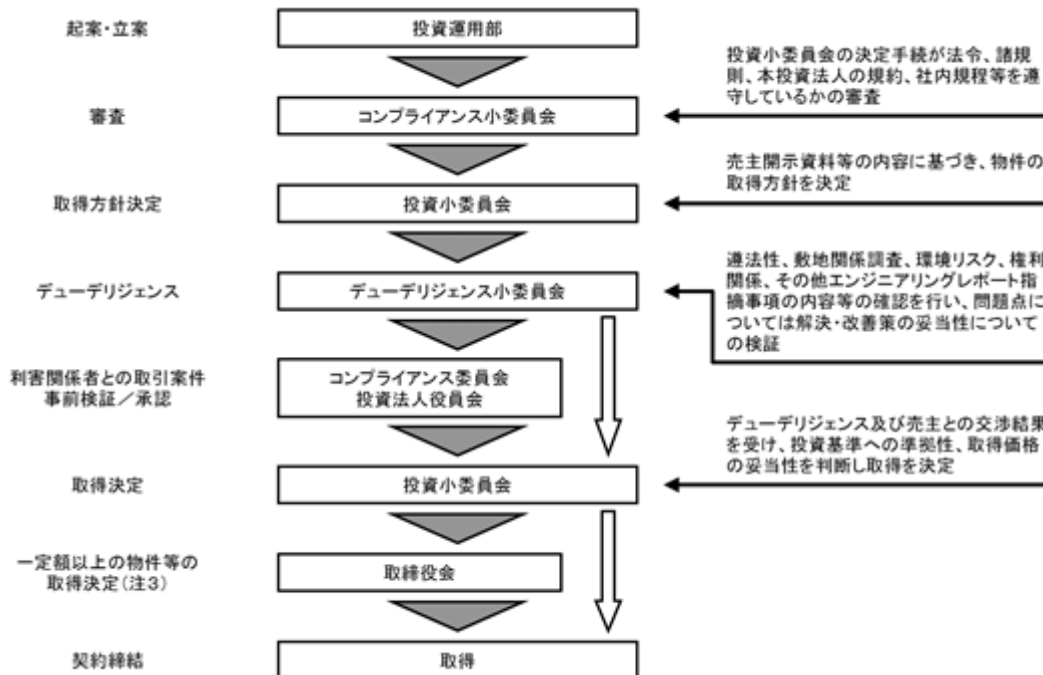 起案・立案
投資運用部
投資小委員会の決定手続が法令、諸規
則、本投資法人の規約、社内規程等を遵
守しているかの審査
審査
コンプライアンス小委員会
売主開示資料等の内容に基づき、物件の
取得方針を決定
取得方針決定
投資小委員会
遵法性、敷地関係調査、環境リスク、権利
関係、その他エンジニアリングレポート指
摘事項の内容等の確認を行い、問題点に
ついては解決・改善策の妥当性について
の検証
デューデリジェンス
デューデリジェンス小委員会
利害関係者との取引案件
事前検証／承認
コンプライアンス委員会
投資法人役員会
デューデリジェンス及び売主との交渉結果
を受け、投資基準への準拠性、取得価格
の妥当性を判断し取得を決定
取得決定
投資小委員会
一定額以上の物件等の
取得決定（注3）
取締役会
契約締結
取得